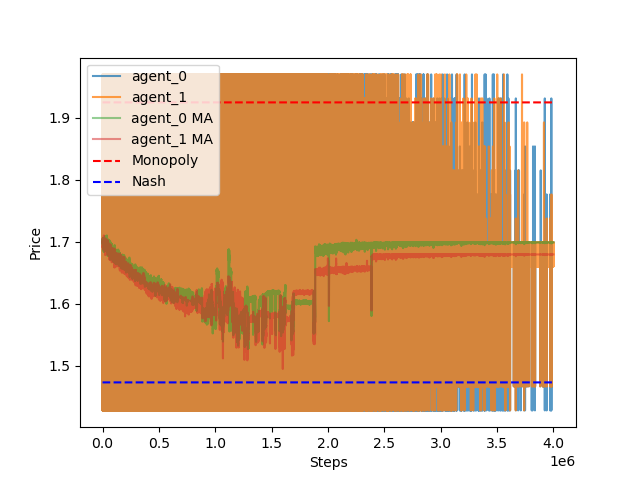 agent_0
agent_1
agent_0 MA
agent_1 MA
Monopoly
Nash
Price
1.9
1.8
1.7
1.6
1.5
0.0 0.5 1.0 1.5 2.0 2.5 3.0 3.5 4.0
Steps 1e6